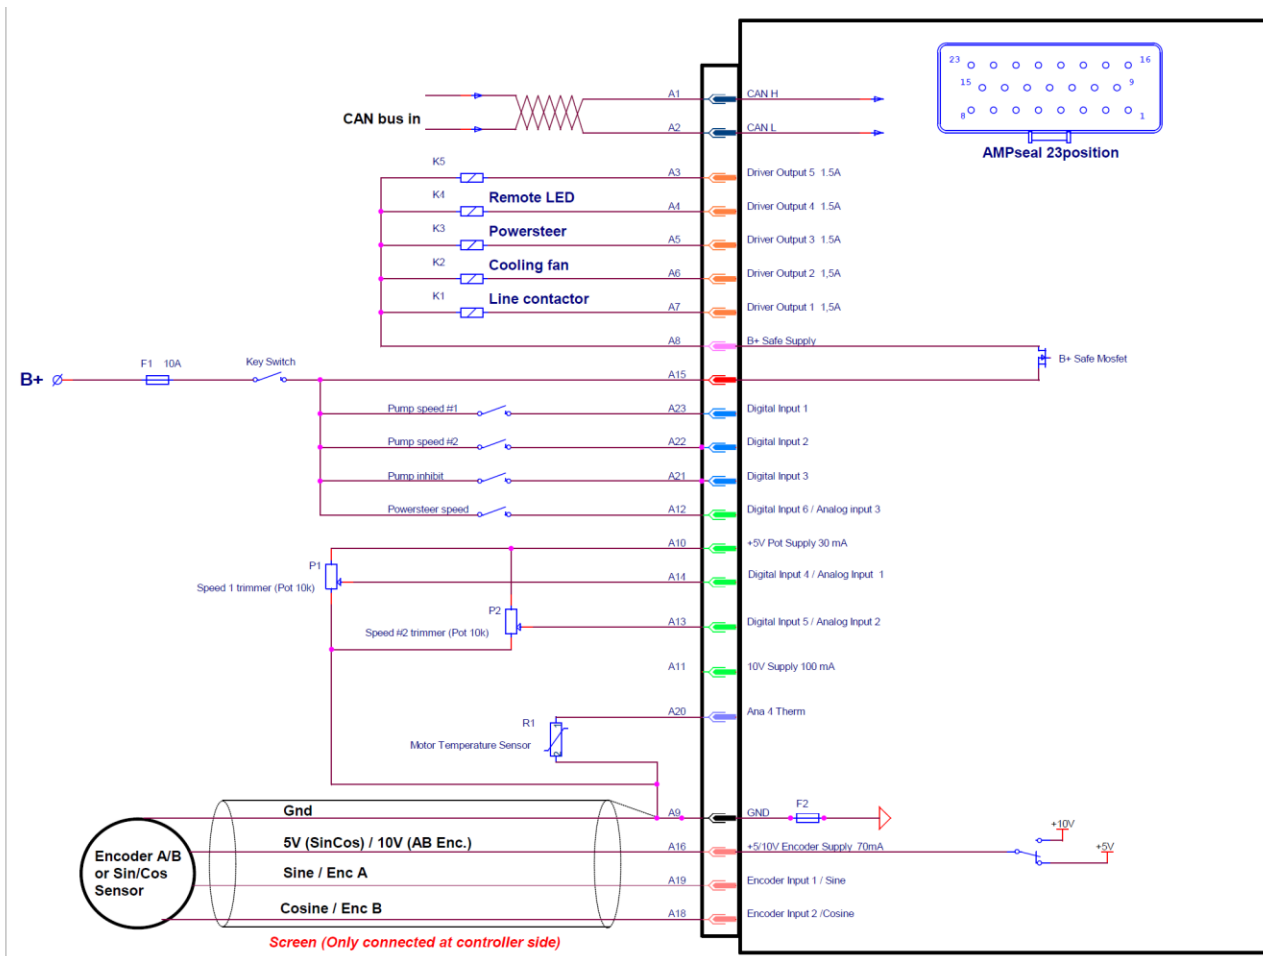 23
16
15
9
8
1
AMPseal 23position
CAN bus in
A1
CAN H
A2
CAN L
K5
A3
Driver Output 5 1.5A
K4
Remote LED
A4
Driver Output 4 1.5A
K3
Powersteer
A5
Driver Output 3 1.5A
K2
Cooling fan
A6
Driver Output 2 1,5A
K1
Line contactor
A7
Driver Output 1 1,5A
A8
B+ Safe Supply
B+ Safe Mosfet
B+
F1 10A
Key Switch
A15
Pump speed #1
A23
Digital Input 1
Pump speed #2
A22
Digital Input 2
Pump inhibit
A21
Digital Input 3
Powersteer speed
A12
Digital Input 6 / Analog input 3
A10
+5V Pot Supply 30 mA
P1
Speed 1 trimmer (Pot 10k)
A14
Digital Input 4 / Analog Input 1
P2
Speed #2 trimmer (Pot 10k)
A13
Digital Input 5 / Analog Input 2
A11
10V Supply 100 mA
A20
Ana 4 Therm
R1
1
2
Motor Temperature Sensor
Gnd
A9
GND
F2
5V (SinCos) / 10V (AB Enc.)
A16
+5/10V Encoder Supply 70mA
+10V
+5V
Encoder A/B
or Sin/Cos
Sensor
Sine / Enc A
A19
Encoder Input 1 / Sine
Cosine / Enc B
A18
Encoder Input 2 /Cosine
Screen (Only connected at controller side)